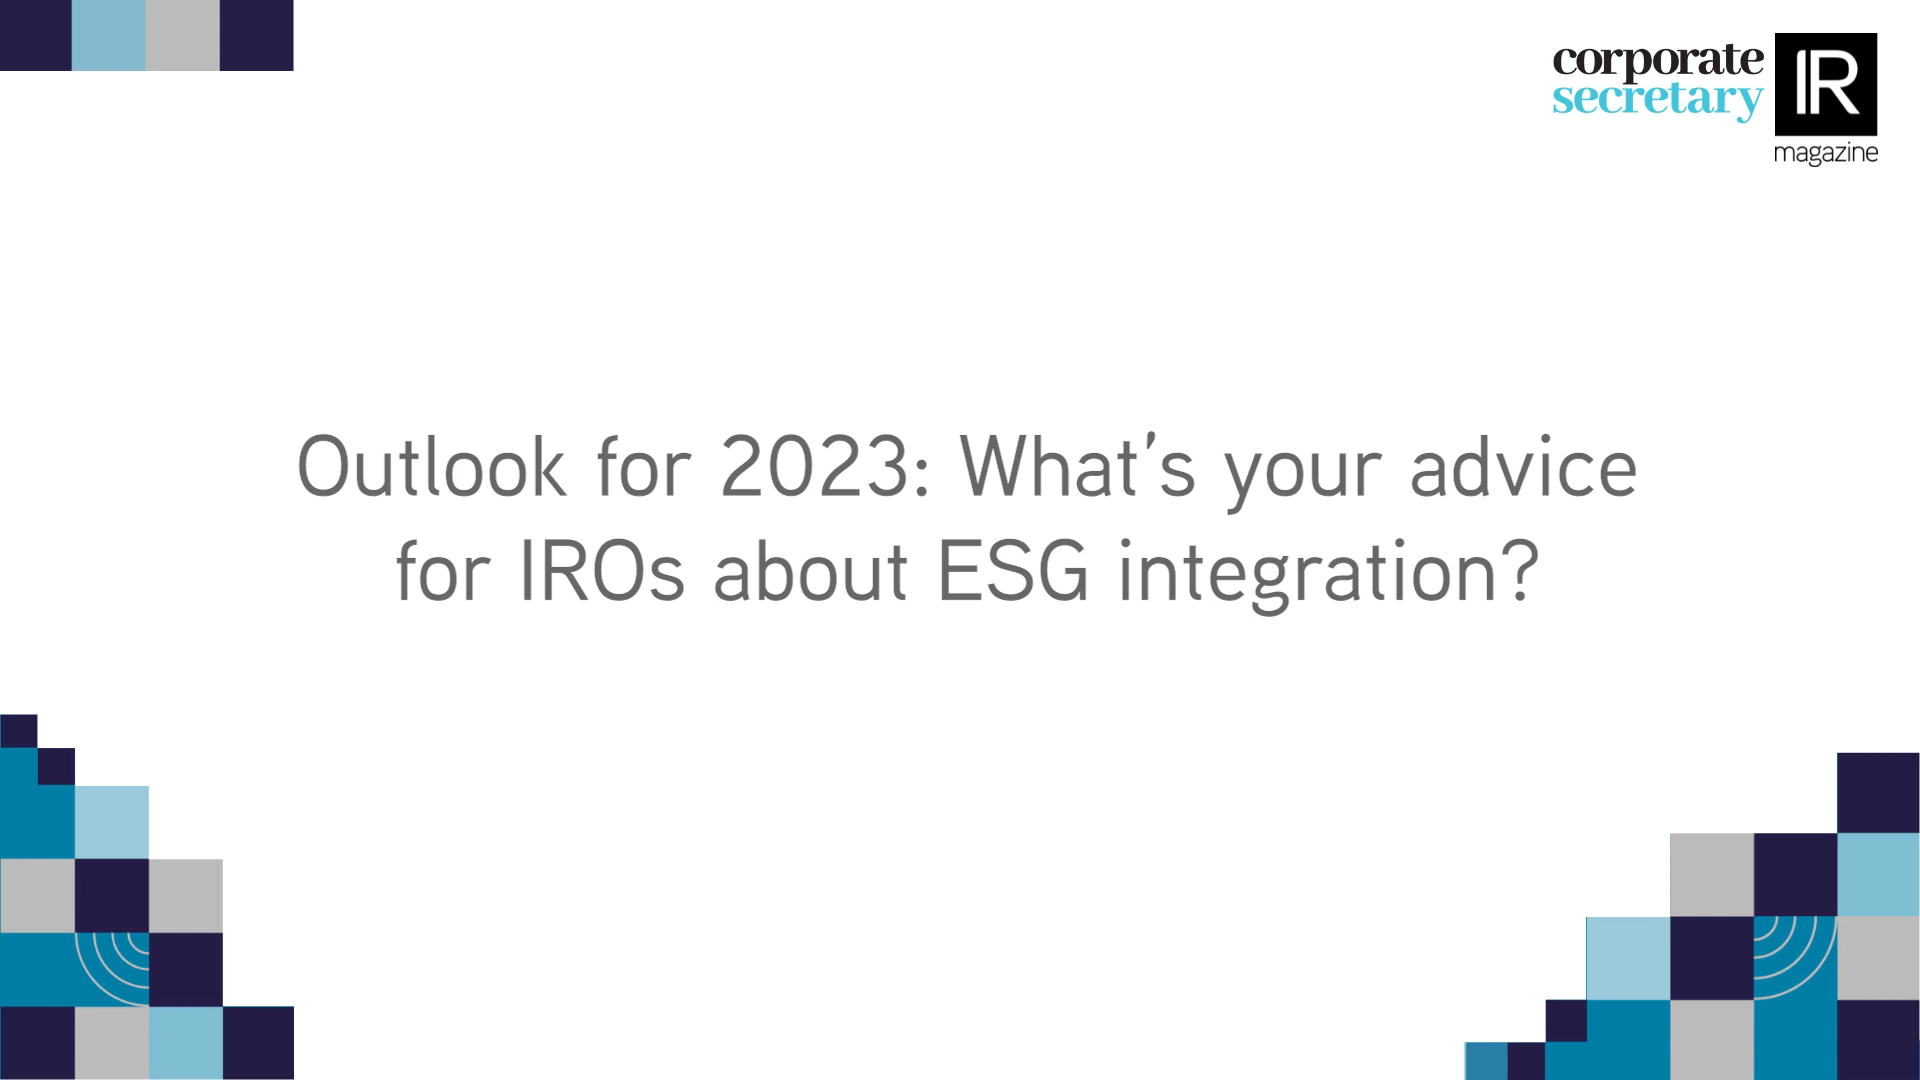 corporate
secretary
IR
magazine
Outlook for 2023: What’s your advice
for IROs about ESG integration?